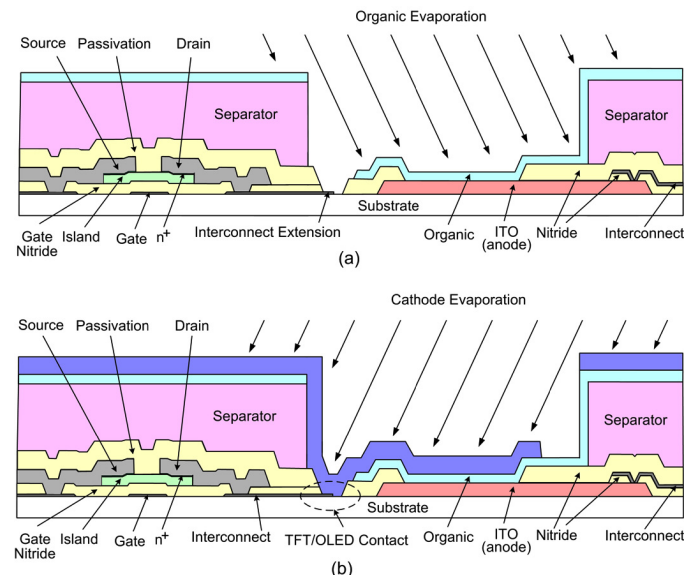 Organic Evaporation
Source
Passivation
Drain
Separator
Separator
Substrate
Gate
Nitride
Island
Gate
n+
Interconnect Extension
Organic
ITO
(anode)
Nitride
Interconnect
(a)
Cathode Evaporation
Source
Passivation
Drain
Separator
Separator
Substrate
Gate
Nitride
Island
Gate
n+
Interconnect
TFT/OLED Contact
Organic
ITO
(anode)
Nitride
Interconnect
(b)